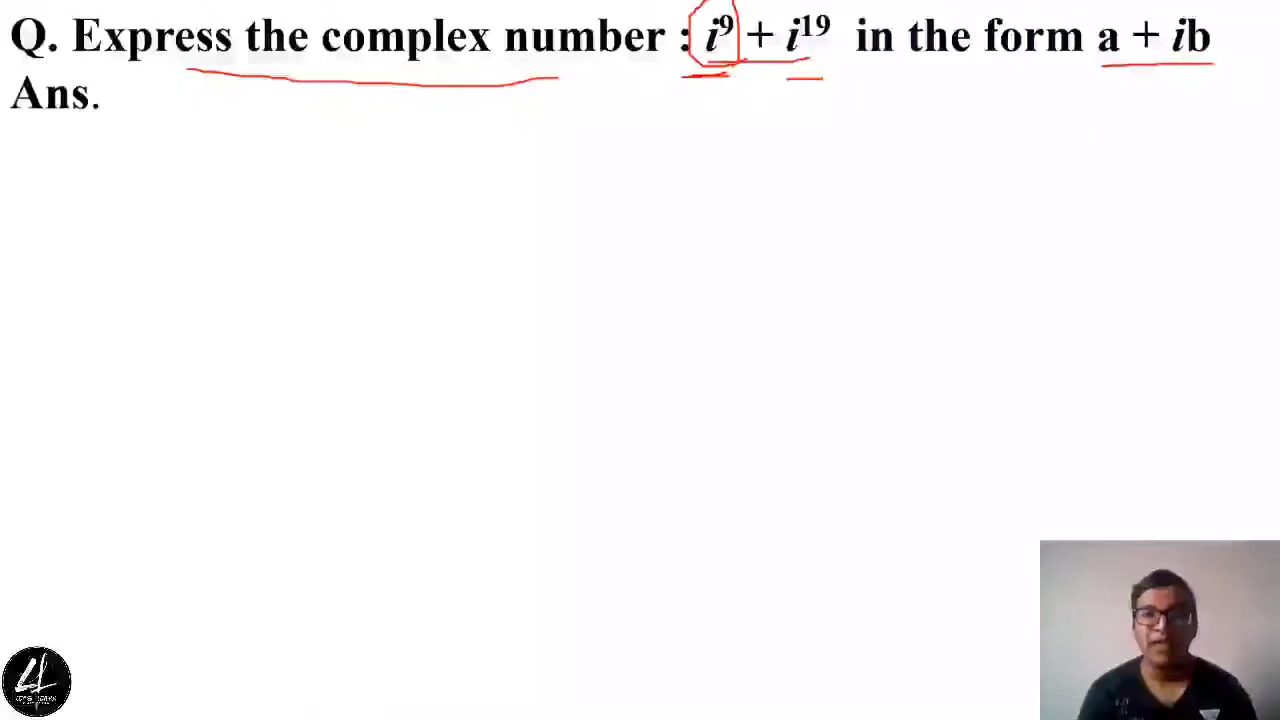 Q. Express the complex number : i⁹ + i¹⁹ in the form a + ib
Ans.